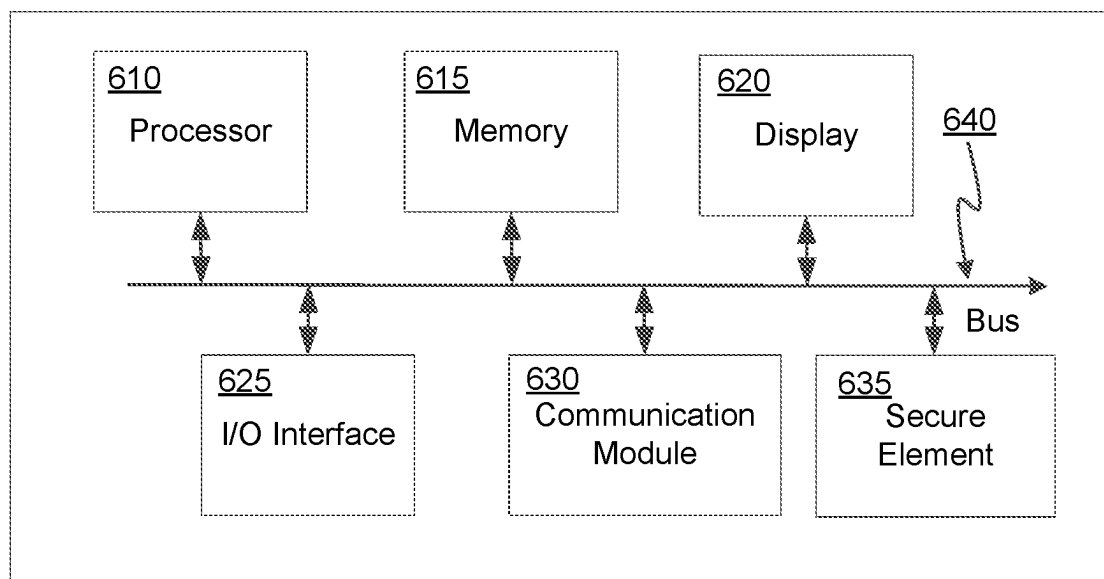 610
Processor
615
Memory
620
Display
640
Bus
625
I/O Interface
630
Communication
Module
635
Secure
Element